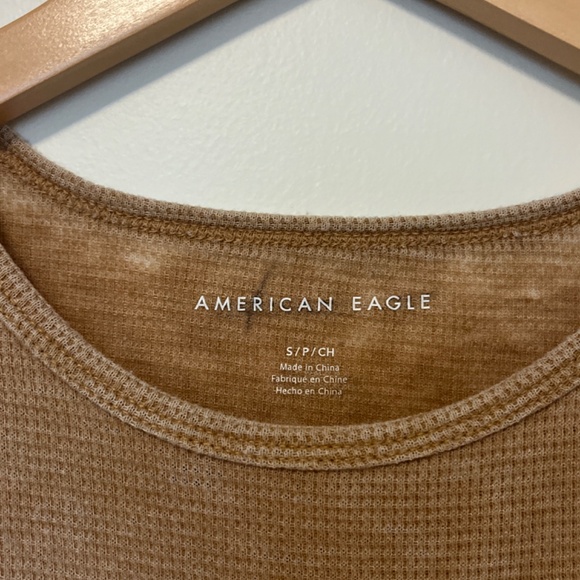 AMERICAN EAGLE
S/P/CH
Made in China
Fabriqué en Chine
Hecho en China